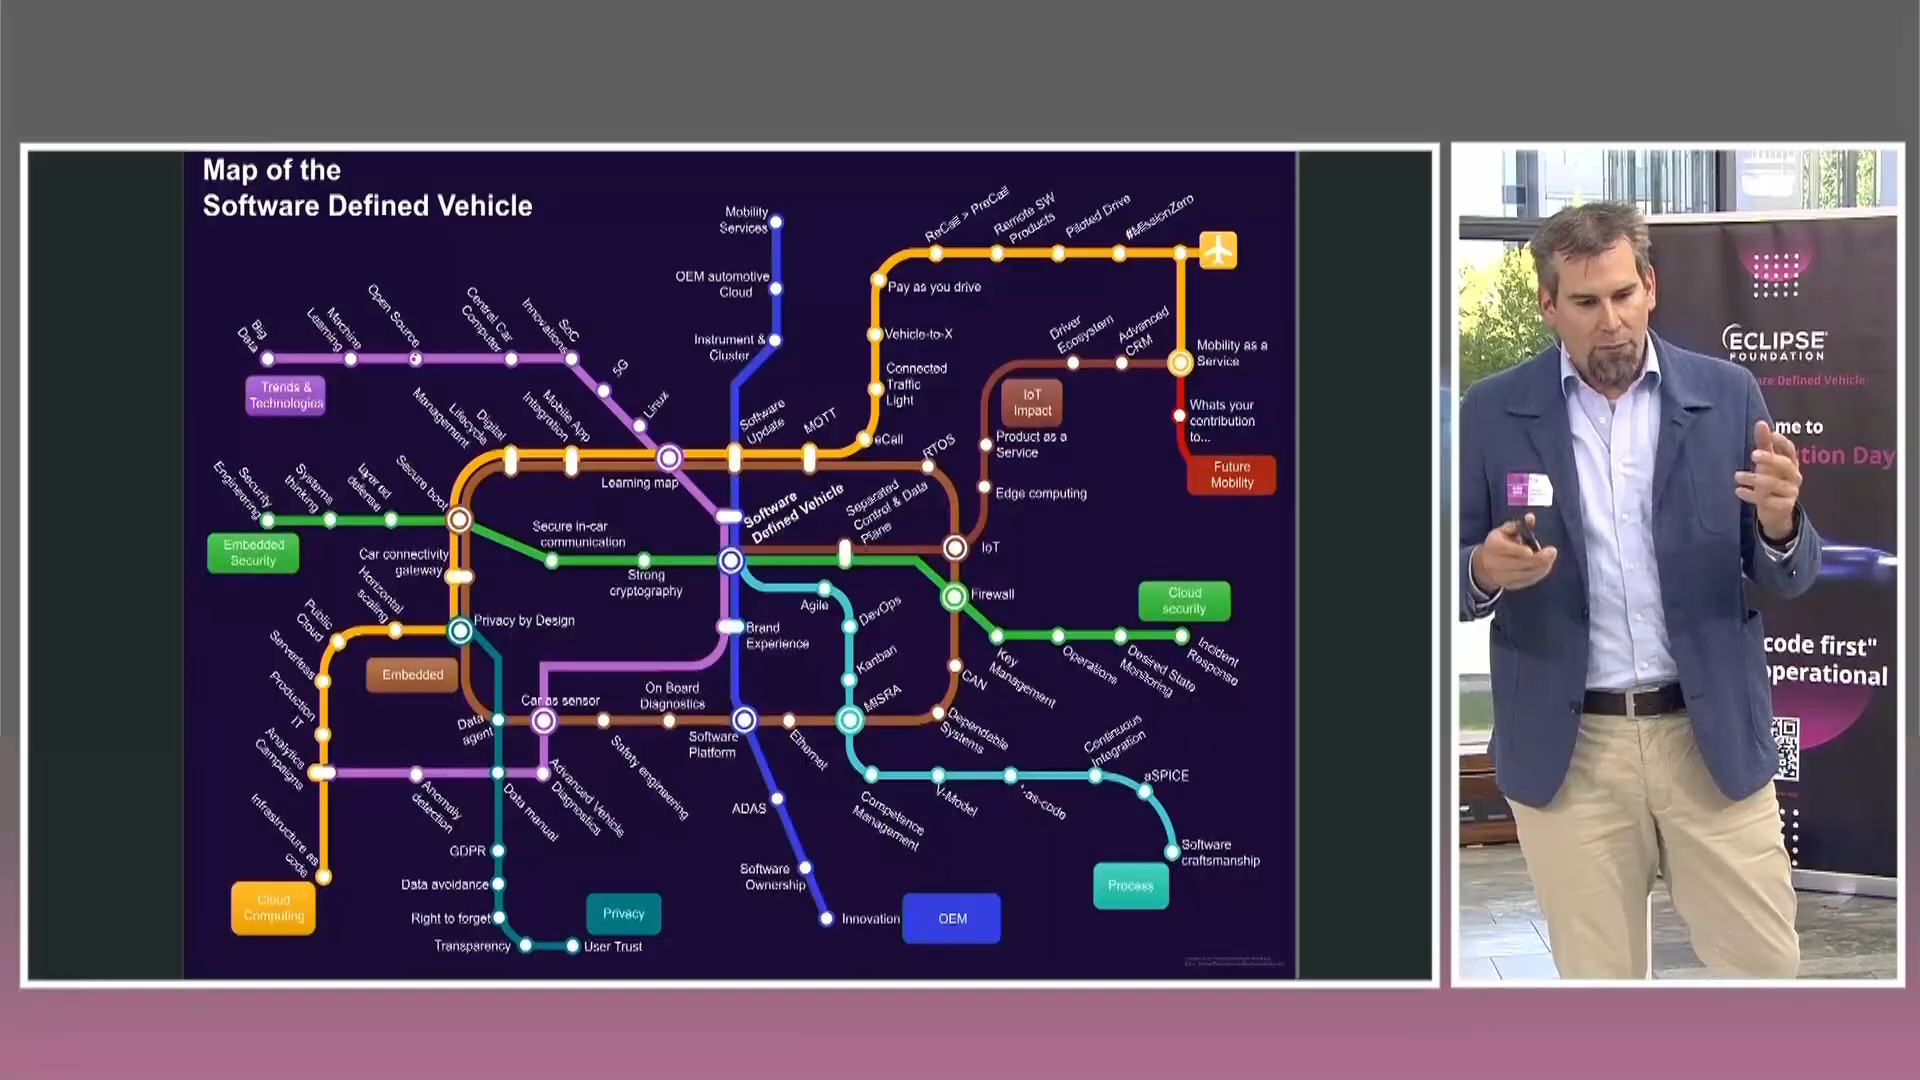 Map of the
Software Defined Vehicle
Mobility
Services
OEM automotive
Cloud
Instrument &
Cluster
ReCall > PreCall
Remote SW
Products
Piloted Drive
#MissionZero
Pay as you drive
Vehicle-to-X
Connected
Traffic
Light
eCall
Driver
Ecosystem
Advanced
CRM
Mobility as a
Service
Whats your
contribution
to...
Future
Mobility
IoT
Impact
Product as a
Service
Edge computing
Big
Data
Machine
Learning
Open Source
Central Car
Computer
SoC
Innovations
5G
Linux
Trends &
Technologies
Digital
Lifecycle
Management
Mobile App
Integration
Learning map
Software
Update
MOTT
RTOS
Security
Engineering
Systems
thinking
layered
defense
Secure boot
Embedded
Security
Secure in-car
communication
Strong
cryptography
Software
Defined Vehicle
Separated
Control & Data
Plane
IoT
Firewall
Cloud
security
Key
Management
Operations
Desired State
Monitoring
Incident
Response
Car connectivity
gateway
Horizontal
scaling
Public
Cloud
Serverless
Production
IT
Analytics
Campaigns
Infrastructure as
code
Cloud
Computing
Privacy by Design
Embedded
Agile
DevOps
Kanban
MISRA
Brand
Experience
CAN
Dependable
Systems
Data
agent
Car as sensor
On Board
Diagnostics
Safety engineering
Software
Platform
Ethernet
Anomaly
detection
Data manual
Advanced Vehicle
Diagnostics
GDPR
Data avoidance
Right to forget
Transparency
User Trust
Privacy
ADAS
Software
Ownership
Innovation
OEM
Competence
Management
V-Model
*-as-code
Continuous
Integration
aSPICE
Software
craftsmanship
Process
ECLIPSE
FOUNDATION
Defined Vehicle
me to
Day
code first"
operational